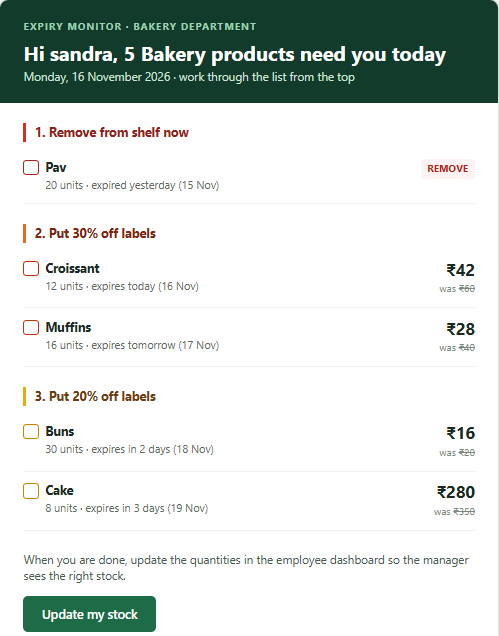 EXPIRY MONITOR · BAKERY DEPARTMENT
Hi sandra, 5 Bakery products need you today
Monday, 16 November 2026 · work through the list from the top
1. Remove from shelf now
Pav
REMOVE
20 units · expired yesterday (15 Nov)
2. Put 30% off labels
Croissant
₹42
12 units · expires today (16 Nov)
was ₹60
Muffins
₹28
16 units · expires tomorrow (17 Nov)
was ₹40
3. Put 20% off labels
Buns
₹16
30 units · expires in 2 days (18 Nov)
was ₹20
Cake
₹280
8 units · expires in 3 days (19 Nov)
was ₹350
When you are done, update the quantities in the employee dashboard so the manager
sees the right stock.
Update my stock